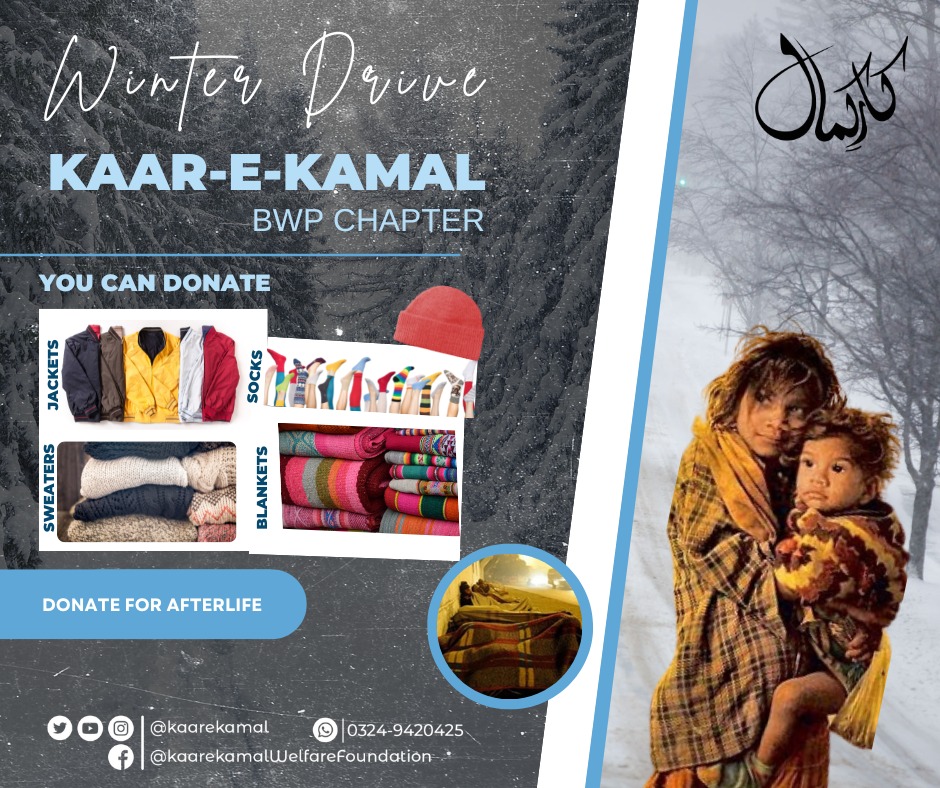 Winter Drive
KAAR-E-KAMAL
BWP CHAPTER
YOU CAN DONATE
JACKETS
SOCKS
SWEATERS
BLANKETS
DONATE FOR AFTERLIFE
@kaarekamal
0324-9420425
@kaarekamalWelfareFoundation
کارِکمال